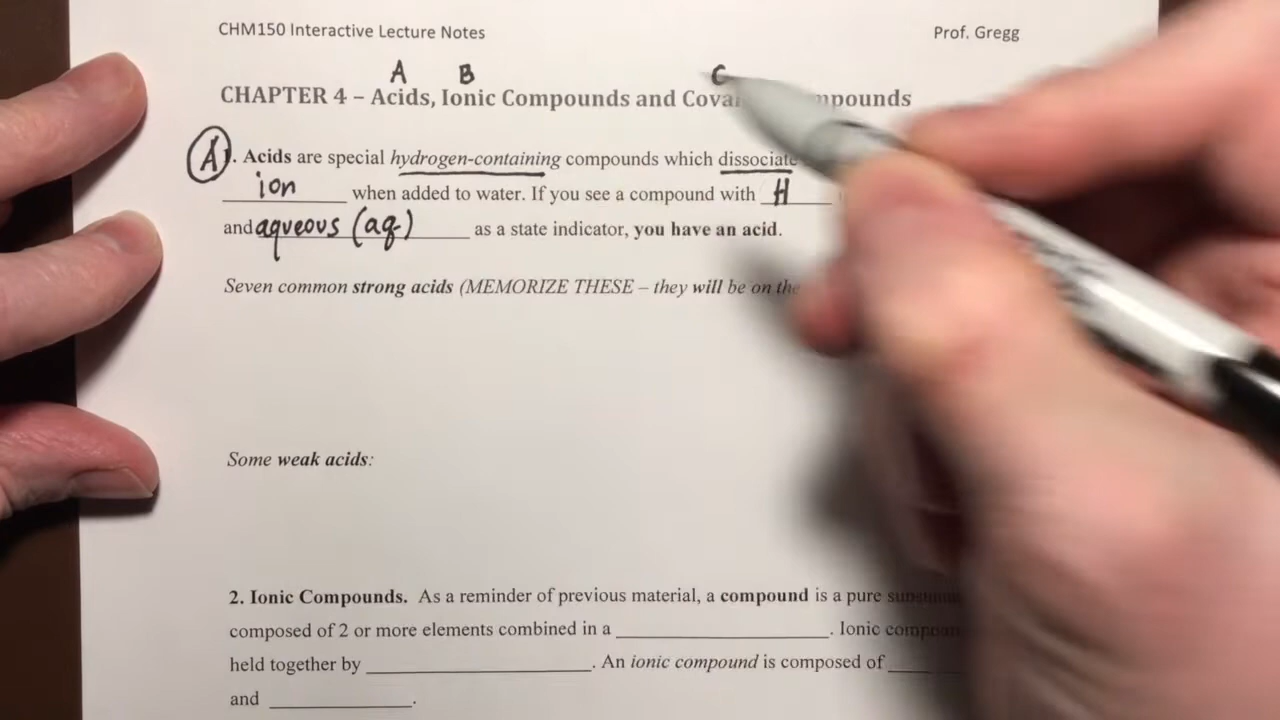 CHM150 Interactive Lecture Notes Prof. Gregg
A B C
CHAPTER 4 – Acids, Ionic Compounds and
A. Acids are special hydrogen-containing compounds which dissociate
ion when added to water. If you see a compound with H
and aqueous (aq) as a state indicator, you have an acid.
Seven common strong acids (MEMORIZE THESE – they will be on the
Some weak acids:
2. Ionic Compounds. As a reminder of previous material, a compound is a pure
composed of 2 or more elements combined in a ____. Ionic
held together by ____. An ionic compound is composed of ____
and ____.